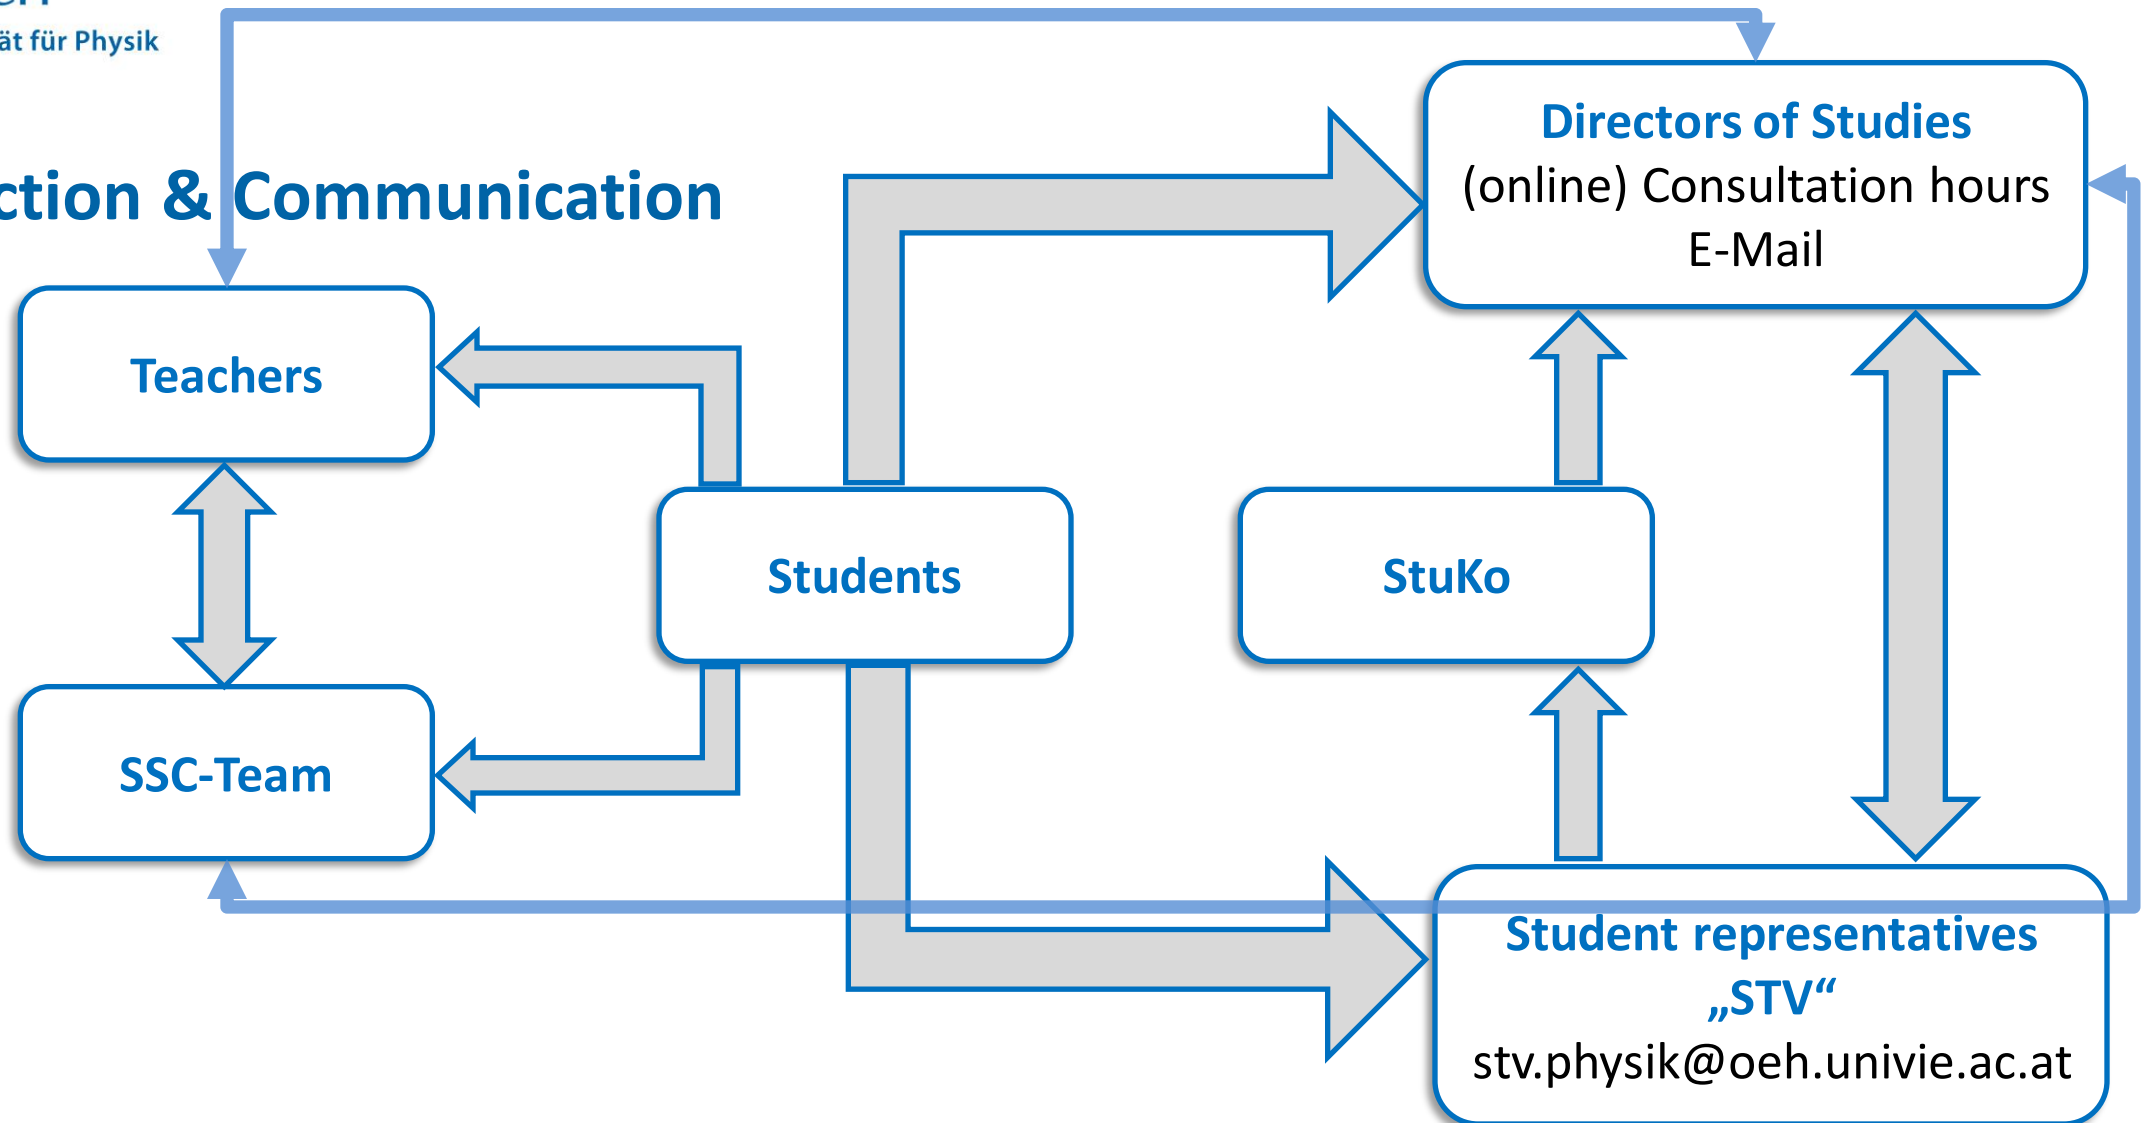 ät für Physik
ction & Communication
Directors of Studies
(online) Consultation hours
E-Mail
Teachers
Students
StuKo
SSC-Team
Student representatives
„STV“
stv.physik@oeh.univie.ac.at